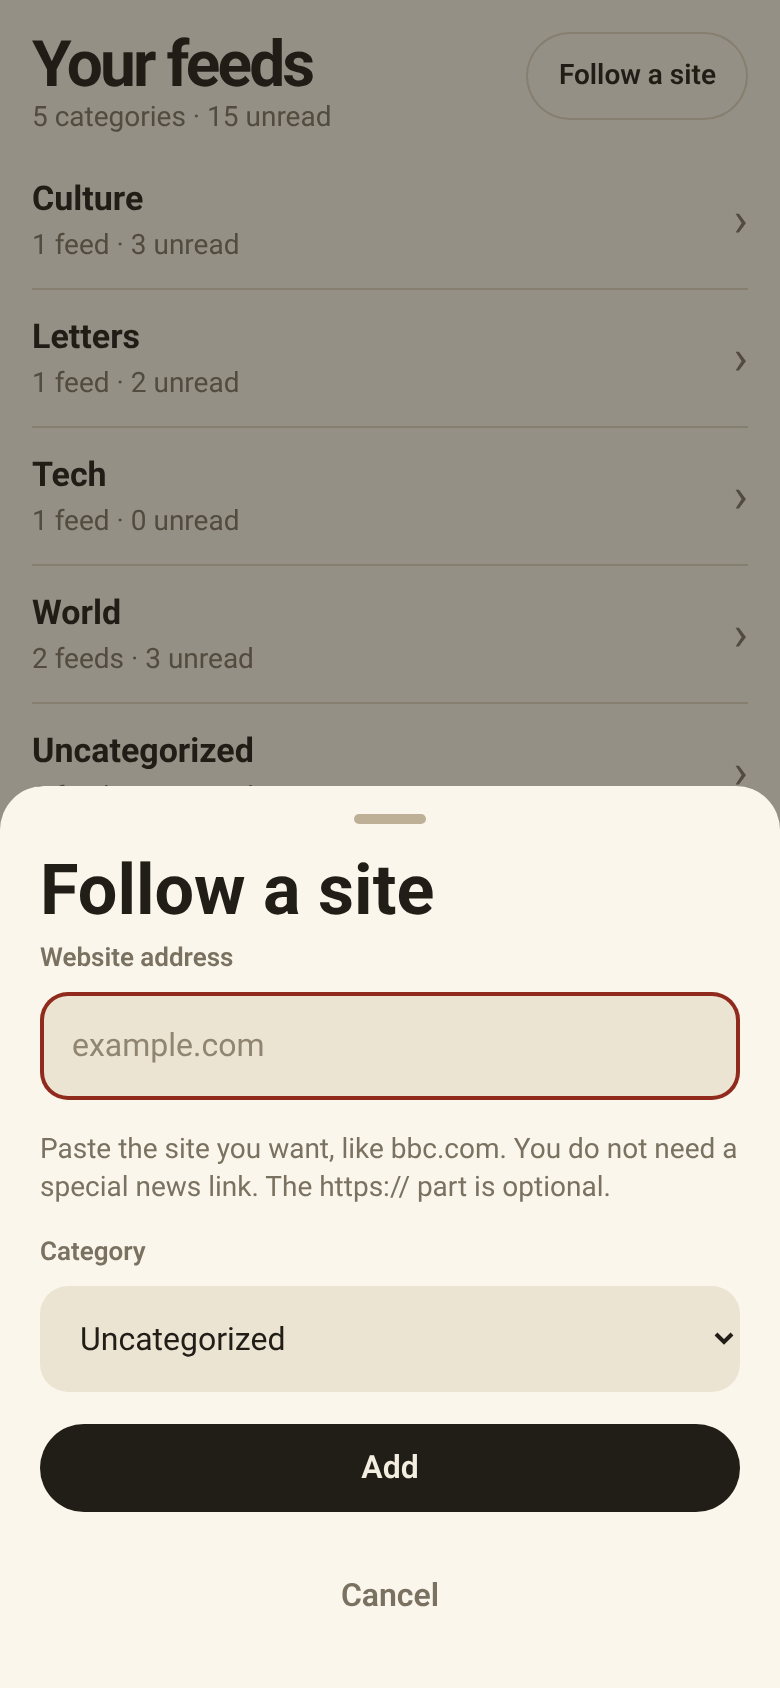 Your feeds
Follow a site
5 categories · 15 unread
Culture
1 feed · 3 unread
›
Letters
1 feed · 2 unread
›
Tech
1 feed · 0 unread
›
World
2 feeds · 3 unread
›
Uncategorized
›
Follow a site
Website address
example.com
Paste the site you want, like bbc.com. You do not need a
special news link. The https:// part is optional.
Category
Uncategorized
Add
Cancel